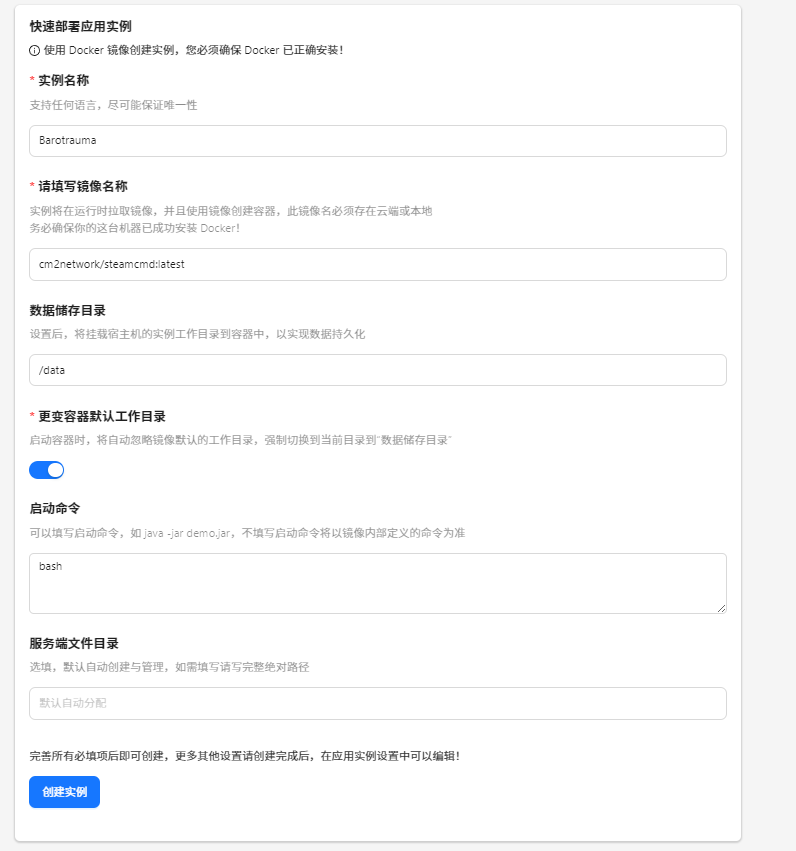 快速部署应用实例
使用 Docker 镜像创建实例，您必须确保 Docker 已正确安装！
* 实例名称
支持任何语言，尽可能保证唯一性
Barotrauma
* 请填写镜像名称
实例将在运行时拉取镜像，并且使用镜像创建容器，此镜像名必须存在云端或本地
务必确保你的这台机器已成功安装 Docker！
cm2network/steamcmd:latest
数据储存目录
设置后，将挂载宿主机的实例工作目录到容器中，以实现数据持久化
/data
* 更变容器默认工作目录
启动容器时，将自动忽略镜像默认的工作目录，强制切换到当前目录到"数据储存目录"
启动命令
可以填写启动命令，如 java -jar demo.jar，不填写启动命令将以镜像内部定义的命令为准
bash
服务端文件目录
选填，默认自动创建与管理，如需填写请写完整绝对路径
默认自动分配
完善所有必填项后即可创建，更多其他设置请创建完成后，在应用实例设置中可以编辑！
创建实例